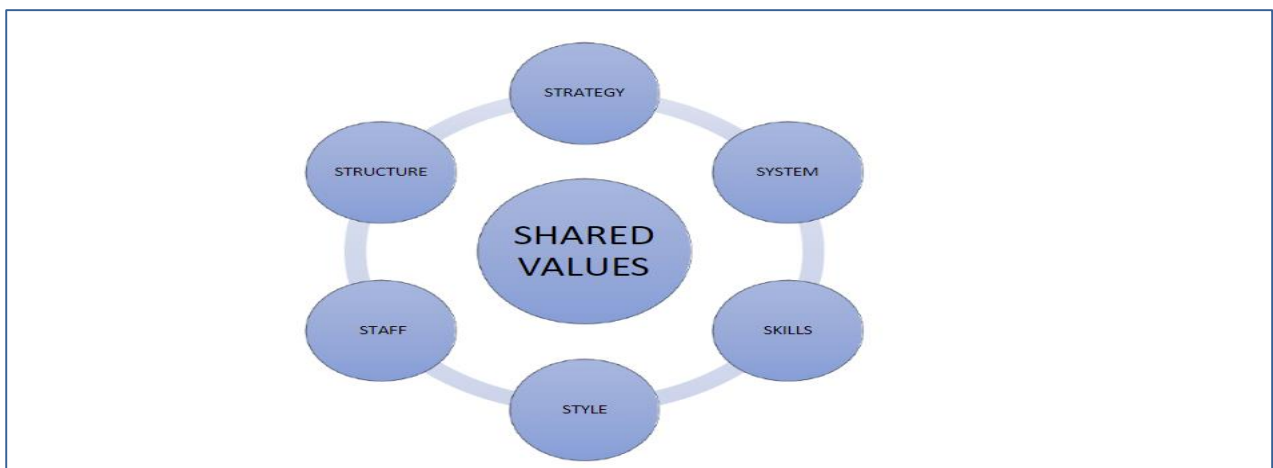 STRATEGY
STRUCTURE
SYSTEM
SHARED
VALUES
STAFF
SKILLS
STYLE